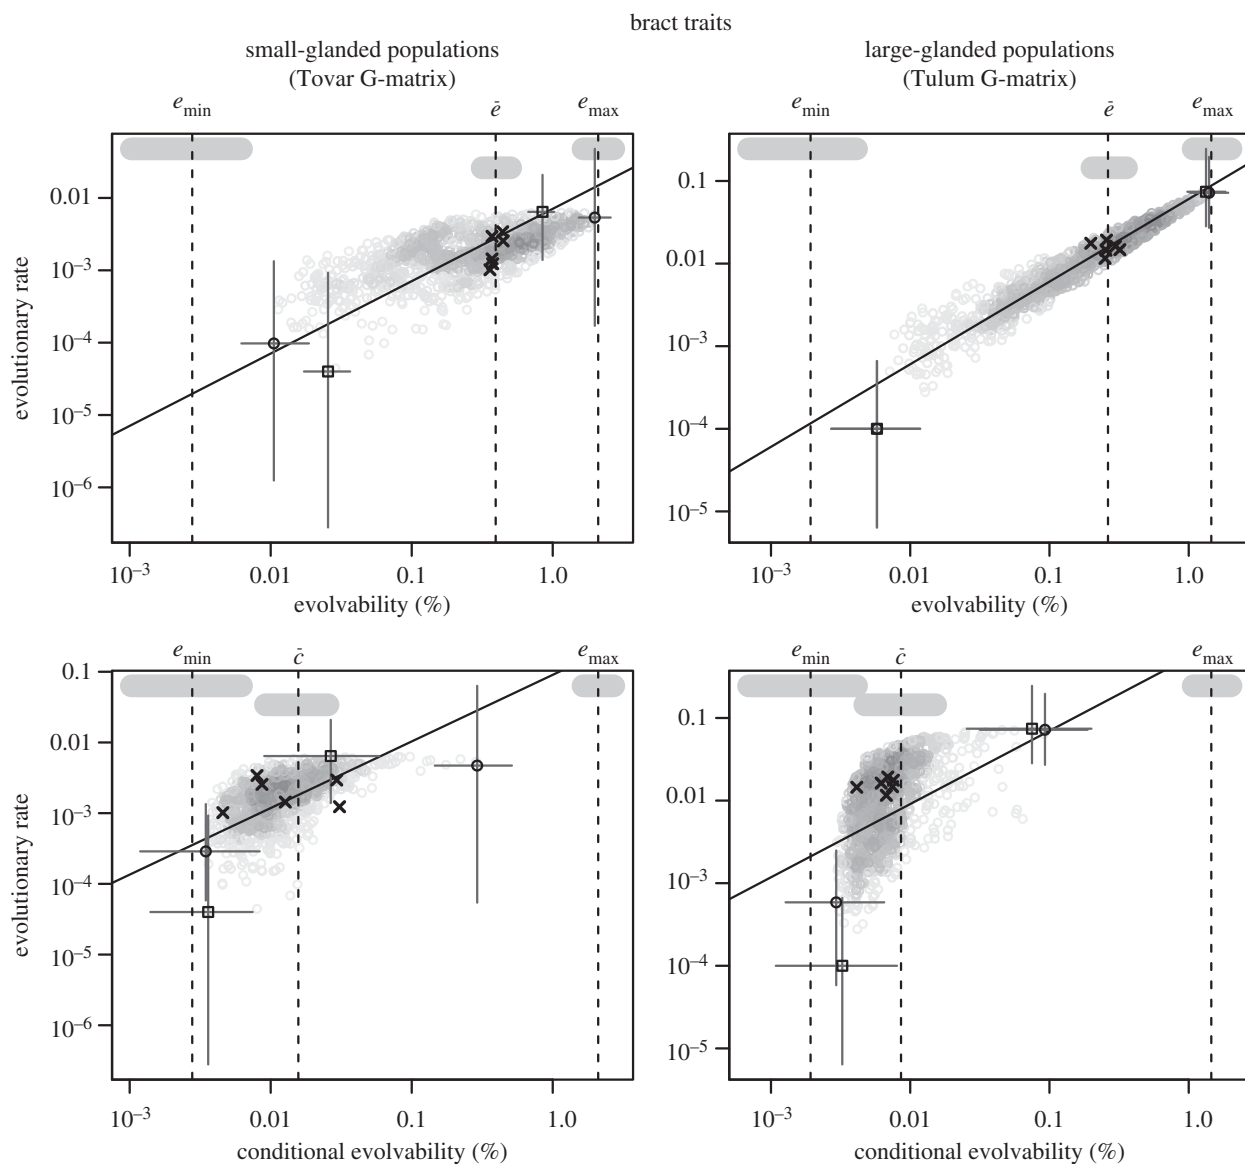 bract traits
small-glanded populations
(Tovar G-matrix)
large-glanded populations
(Tulum G-matrix)
e_min ē e_max
e_min ē e_max
evolutionary rate
0.01
10⁻³
10⁻⁴
10⁻⁵
10⁻⁶
10⁻³ 0.01 0.1 1.0
evolvability (%)
0.1
0.01
10⁻³
10⁻⁴
10⁻⁵
10⁻³ 0.01 0.1 1.0
evolvability (%)
e_min c̄ e_max
e_min c̄ e_max
evolutionary rate
0.1
0.01
10⁻³
10⁻⁴
10⁻⁵
10⁻⁶
10⁻³ 0.01 0.1 1.0
conditional evolvability (%)
0.1
0.01
10⁻³
10⁻⁴
10⁻⁵
10⁻³ 0.01 0.1 1.0
conditional evolvability (%)